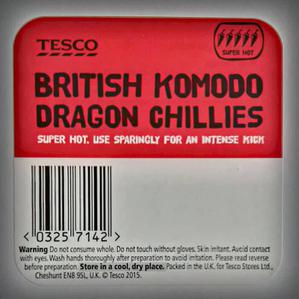 TESCO
SUPER HOT
BRITISH KOMODO
DRAGON CHILLIES
SUPER HOT. USE SPARINGLY FOR AN INTENSE KICK
0325 7142
Warning Do not consume whole. Do not touch without gloves. Skin irritant. Avoid contact
with eyes. Wash hands thoroughly after preparation to avoid irritation. Please read reverse
before preparation. Store in a cool, dry place. Packed in the U.K. for Tesco Stores Ltd.,
Cheshunt EN8 9SL, U.K. © Tesco 2015.